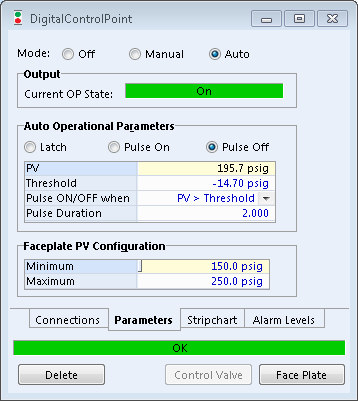 DigitalControlPoint
Mode: Off Manual Auto
Output
Current OP State: On
Auto Operational Parameters
Latch Pulse On Pulse Off
PV 195.7 psig
Threshold -14.70 psig
Pulse ON/OFF when PV > Threshold
Pulse Duration 2.000
Faceplate PV Configuration
Minimum 150.0 psig
Maximum 250.0 psig
Connections Parameters Stripchart Alarm Levels
OK
Delete Control Valve Face Plate